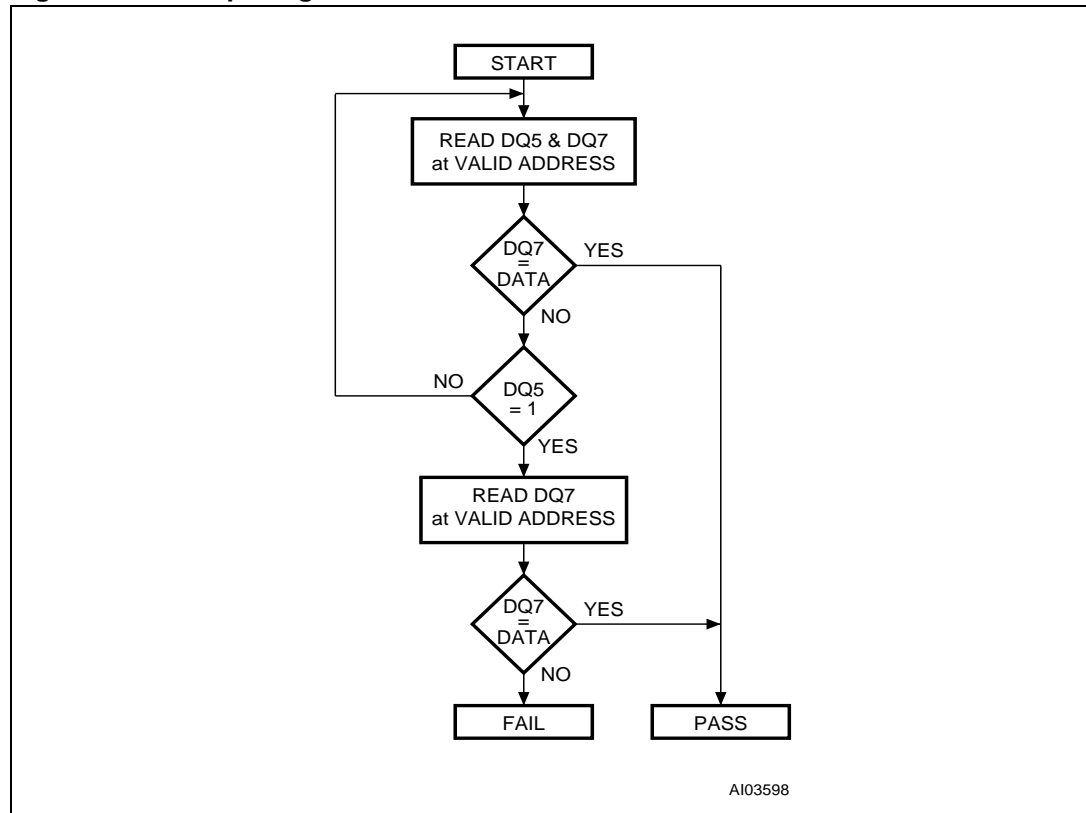 START
READ DQ5 & DQ7
at VALID ADDRESS
DQ7
=
DATA
YES
NO
DQ5
= 1
NO
YES
READ DQ7
at VALID ADDRESS
DQ7
=
DATA
YES
NO
FAIL
PASS
AI03598